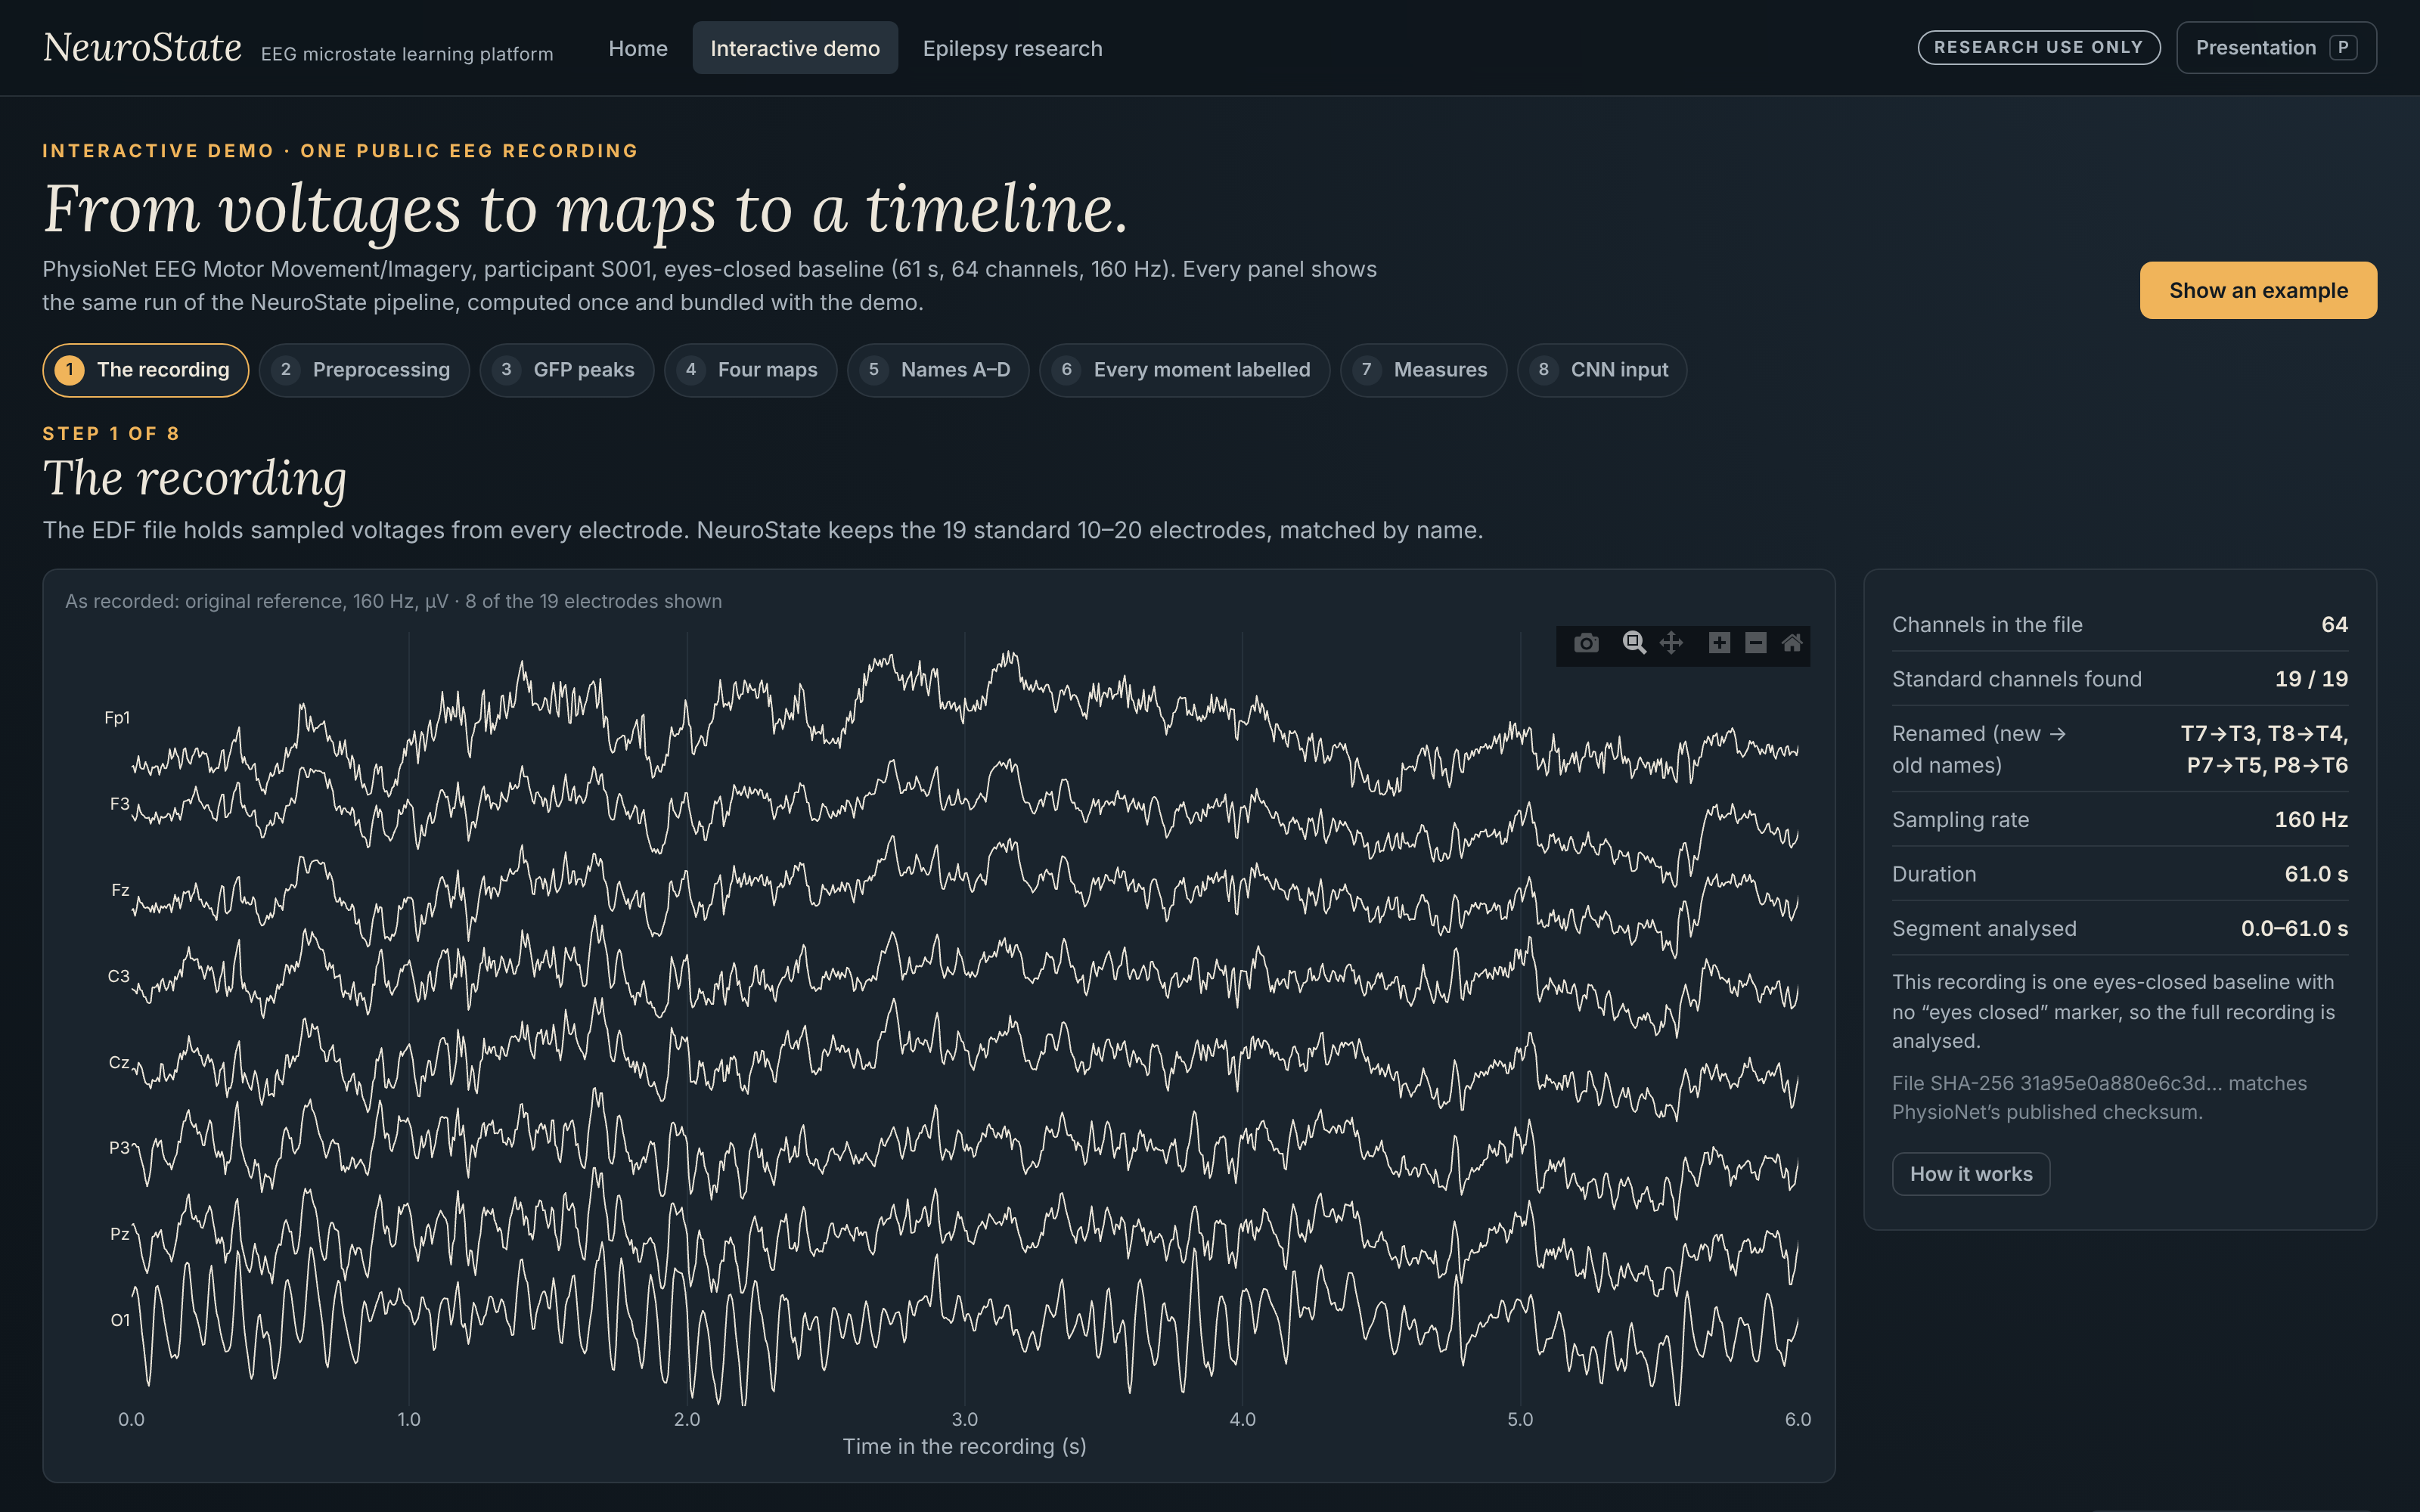 NeuroState EEG microstate learning platform Home Interactive demo Epilepsy research RESEARCH USE ONLY Presentation P
INTERACTIVE DEMO · ONE PUBLIC EEG RECORDING
From voltages to maps to a timeline.
PhysioNet EEG Motor Movement/Imagery, participant S001, eyes-closed baseline (61 s, 64 channels, 160 Hz). Every panel shows
the same run of the NeuroState pipeline, computed once and bundled with the demo.
Show an example
1 The recording 2 Preprocessing 3 GFP peaks 4 Four maps 5 Names A–D 6 Every moment labelled 7 Measures 8 CNN input
STEP 1 OF 8
The recording
The EDF file holds sampled voltages from every electrode. NeuroState keeps the 19 standard 10–20 electrodes, matched by name.
As recorded: original reference, 160 Hz, µV · 8 of the 19 electrodes shown
Fp1
F3
Fz
C3
Cz
P3
Pz
O1
0.0 1.0 2.0 3.0 4.0 5.0 6.0
Time in the recording (s)
Channels in the file 64
Standard channels found 19 / 19
Renamed (new → T7→T3, T8→T4,
old names) P7→T5, P8→T6
Sampling rate 160 Hz
Duration 61.0 s
Segment analysed 0.0–61.0 s
This recording is one eyes-closed baseline with
no “eyes closed” marker, so the full recording is
analysed.
File SHA-256 31a95e0a880e6c3d… matches
PhysioNet’s published checksum.
How it works